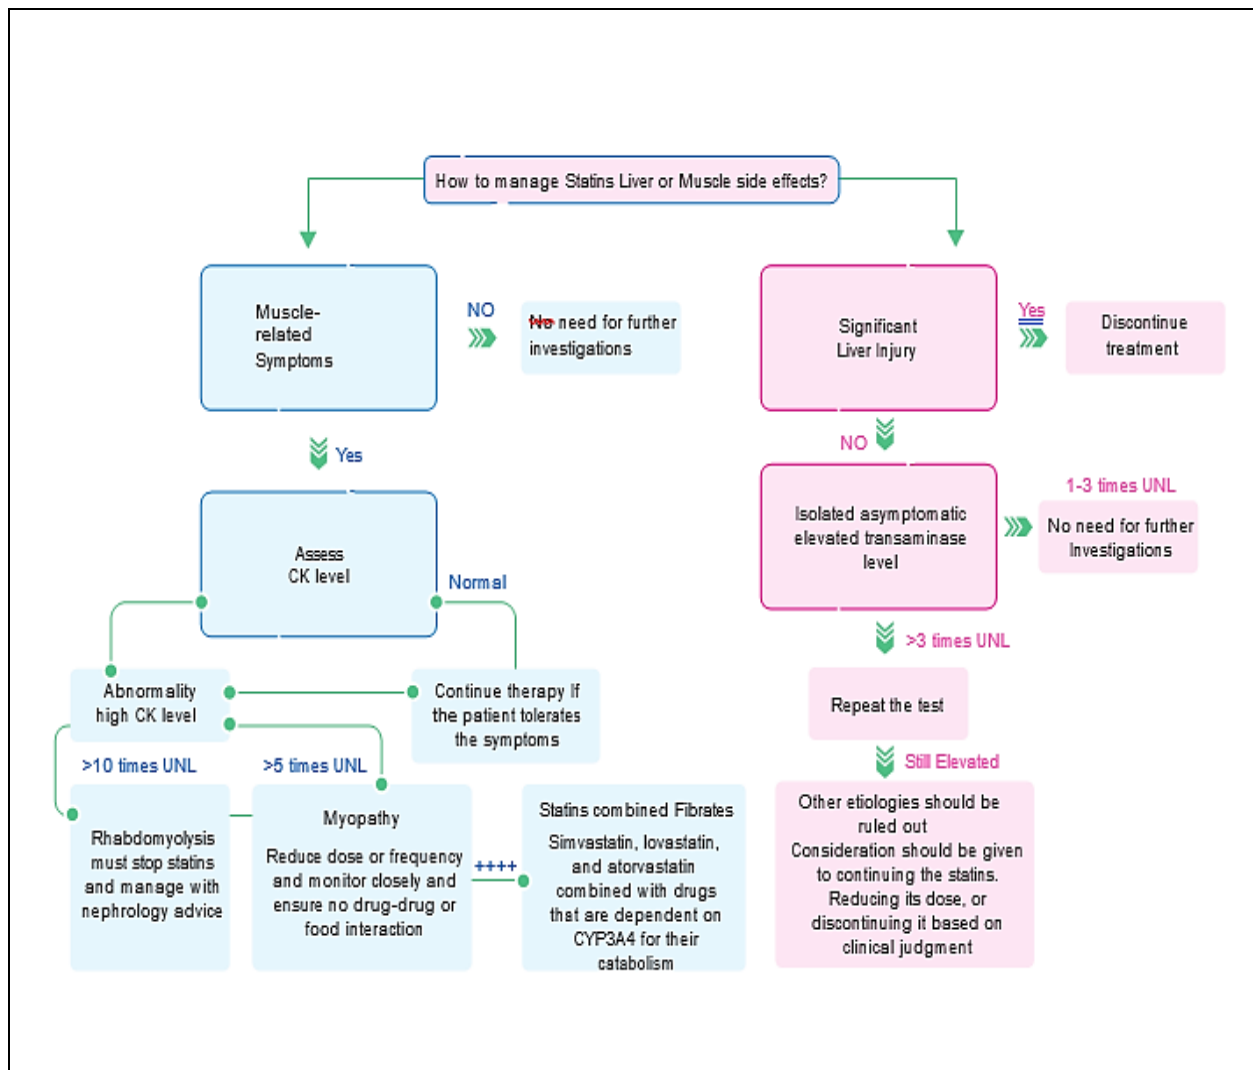 How to manage Statins Liver or Muscle side effects?
Muscle-
related
Symptoms
NO
No need for further
investigations
Yes
Assess
CK level
Normal
Abnormality
high CK level
Continue therapy If
the patient tolerates
the symptoms
>10 times UNL
>5 times UNL
Rhabdomyolysis
must stop statins
and manage with
nephrology advice
Myopathy
Reduce dose or frequency
and monitor closely and
ensure no drug-drug or
food interaction
++++
Statins combined Fibrates
Simvastatin, lovastatin,
and atorvastatin
combined with drugs
that are dependent on
CYP3A4 for their
catabolism
Significant
Liver Injury
Yes
Discontinue
treatment
NO
Isolated asymptomatic
elevated transaminase
level
1-3 times UNL
No need for further
Investigations
>3 times UNL
Repeat the test
Still Elevated
Other etiologies should be
ruled out
Consideration should be given
to continuing the statins.
Reducing its dose, or
discontinuing it based on
clinical judgment